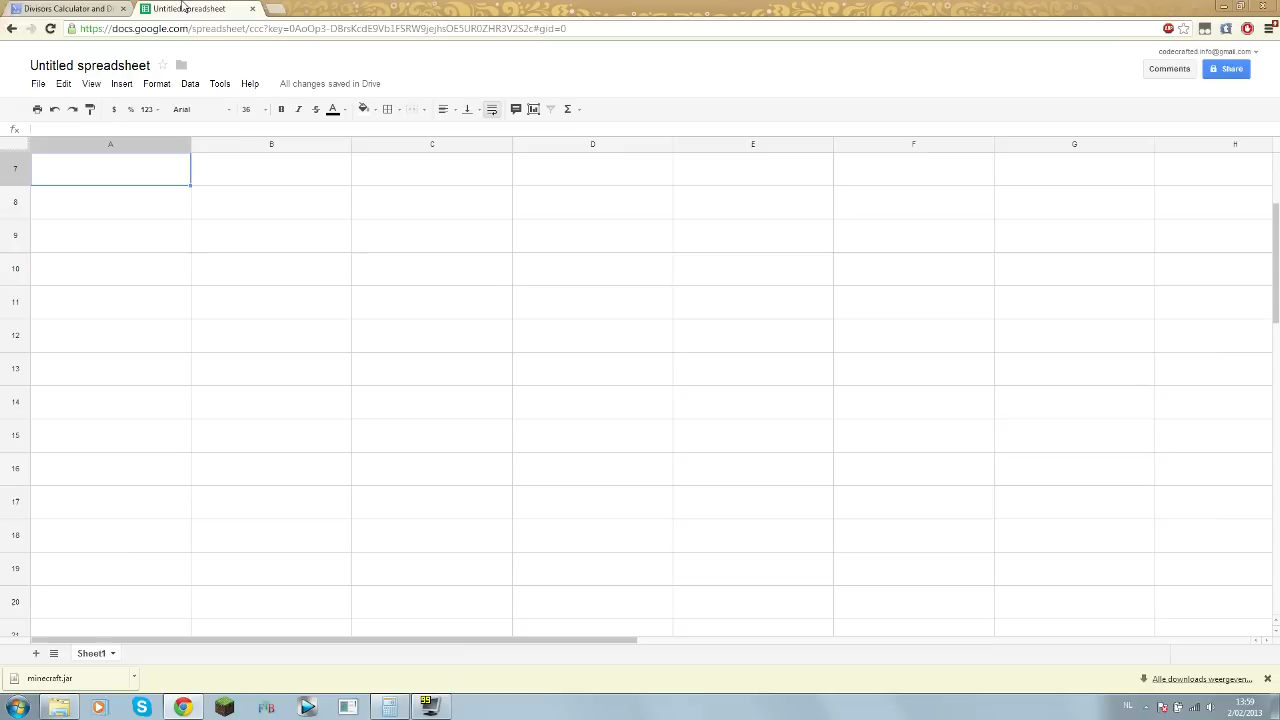 Divisors Calculator and D
Untitled spreadsheet
https://docs.google.com/spreadsheet/ccc?key=0AoOp3-D8rsKcdE9Vb1FSRW9jejhsOE5UR0ZHR3V2S2c#gid=0
codecrafted.info@gmail.com
Untitled spreadsheet
Comments
Share
File Edit View Insert Format Data Tools Help All changes saved in Drive
$ % 123 Arial 36 B I S A Σ
fx
A B C D E F G H
7
8
9
10
11
12
13
14
15
16
17
18
19
20
21
+ Sheet1
minecraft.jar
Alle downloads weergeven...
NL 13:59
2/02/2013